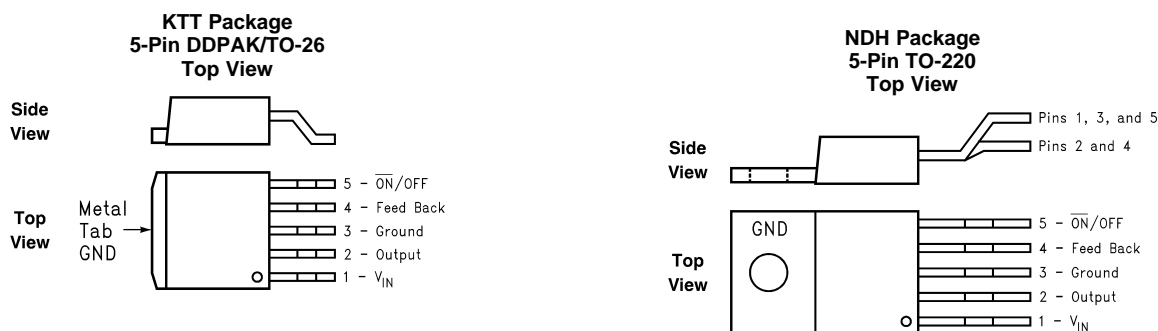 KTT Package
5-Pin DDPAK/TO-26
Top View
Side
View
Top
View
Metal
Tab
GND
5 - O̅N̅/OFF
4 - Feed Back
3 - Ground
2 - Output
1 - VIN
NDH Package
5-Pin TO-220
Top View
Side
View
Pins 1, 3, and 5
Pins 2 and 4
Top
View
GND
5 - O̅N̅/OFF
4 - Feed Back
3 - Ground
2 - Output
1 - VIN